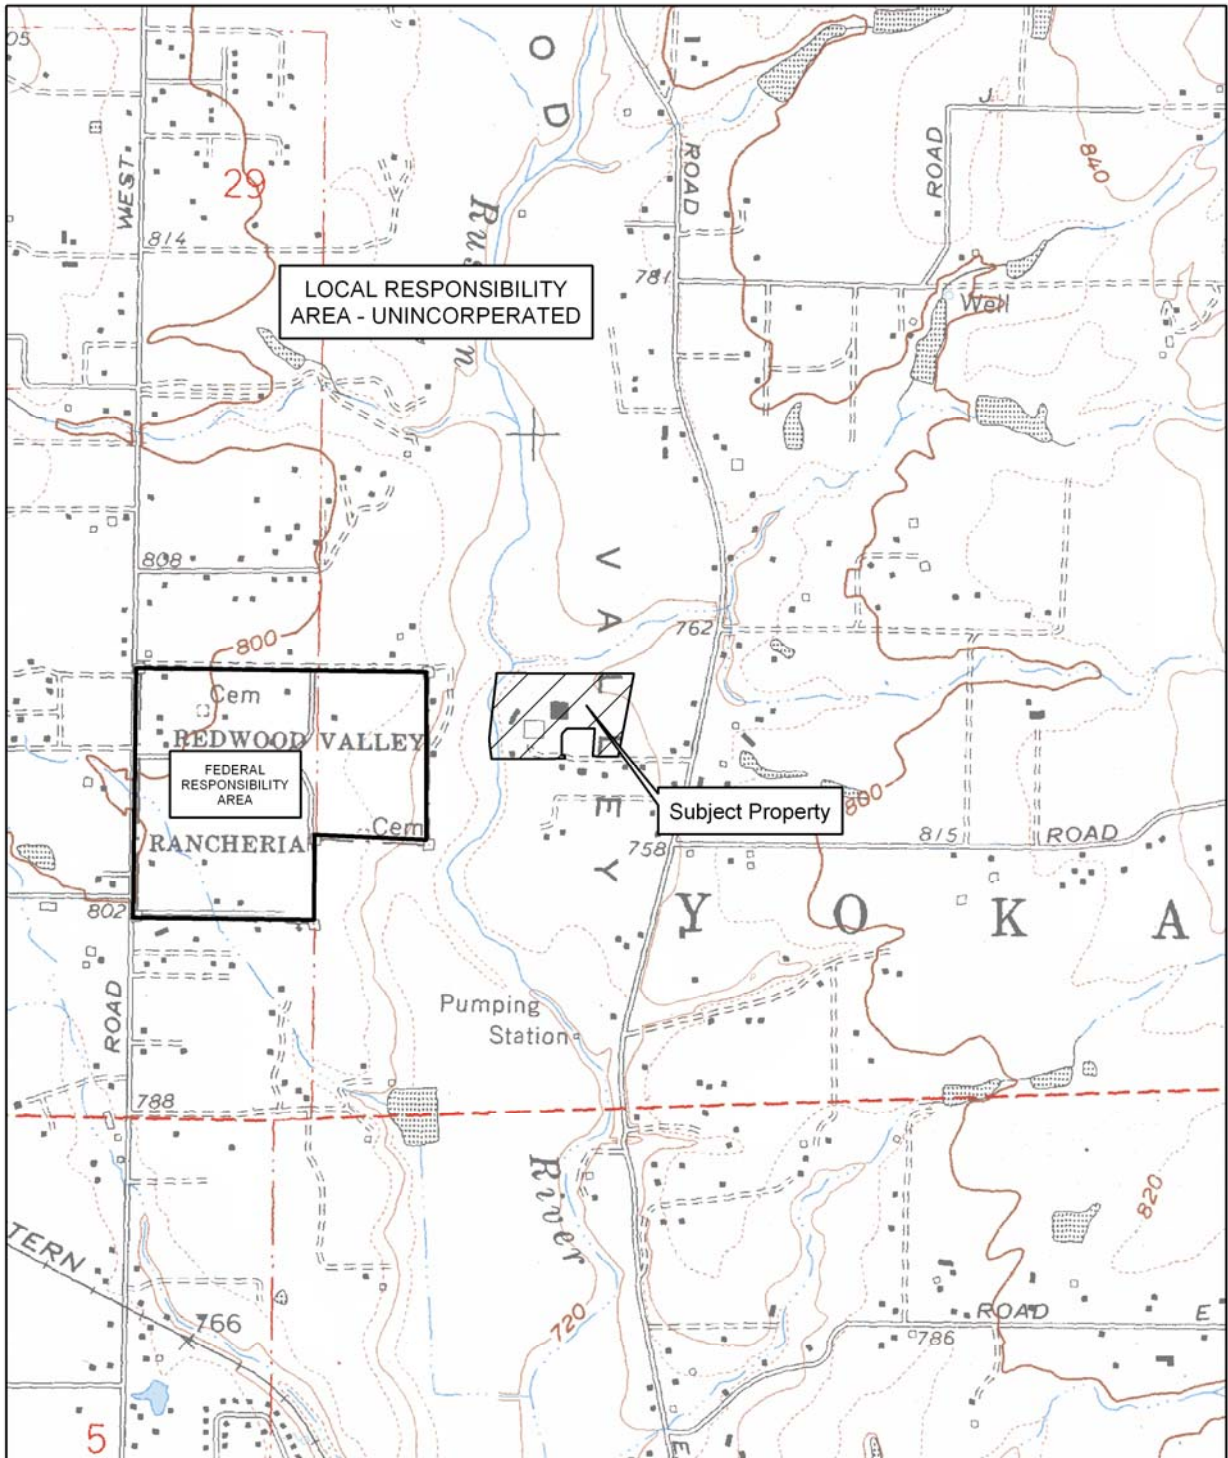 05
O
D
I
J
WEST
29
ROAD
ROAD
840
814
Rus
n
781
LOCAL RESPONSIBILITY
AREA - UNINCORPERATED
Well
V
A
L
L
E
Y
808
762
800
Cem
REDWOOD VALLEY
FEDERAL
RESPONSIBILITY
AREA
RANCHERIA
Cem
Subject Property
800
758
815
ROAD
802
Y O K A
ROAD
Pumping
Station
788
River
820
TERN
720
766
ROAD
E
786
5
E